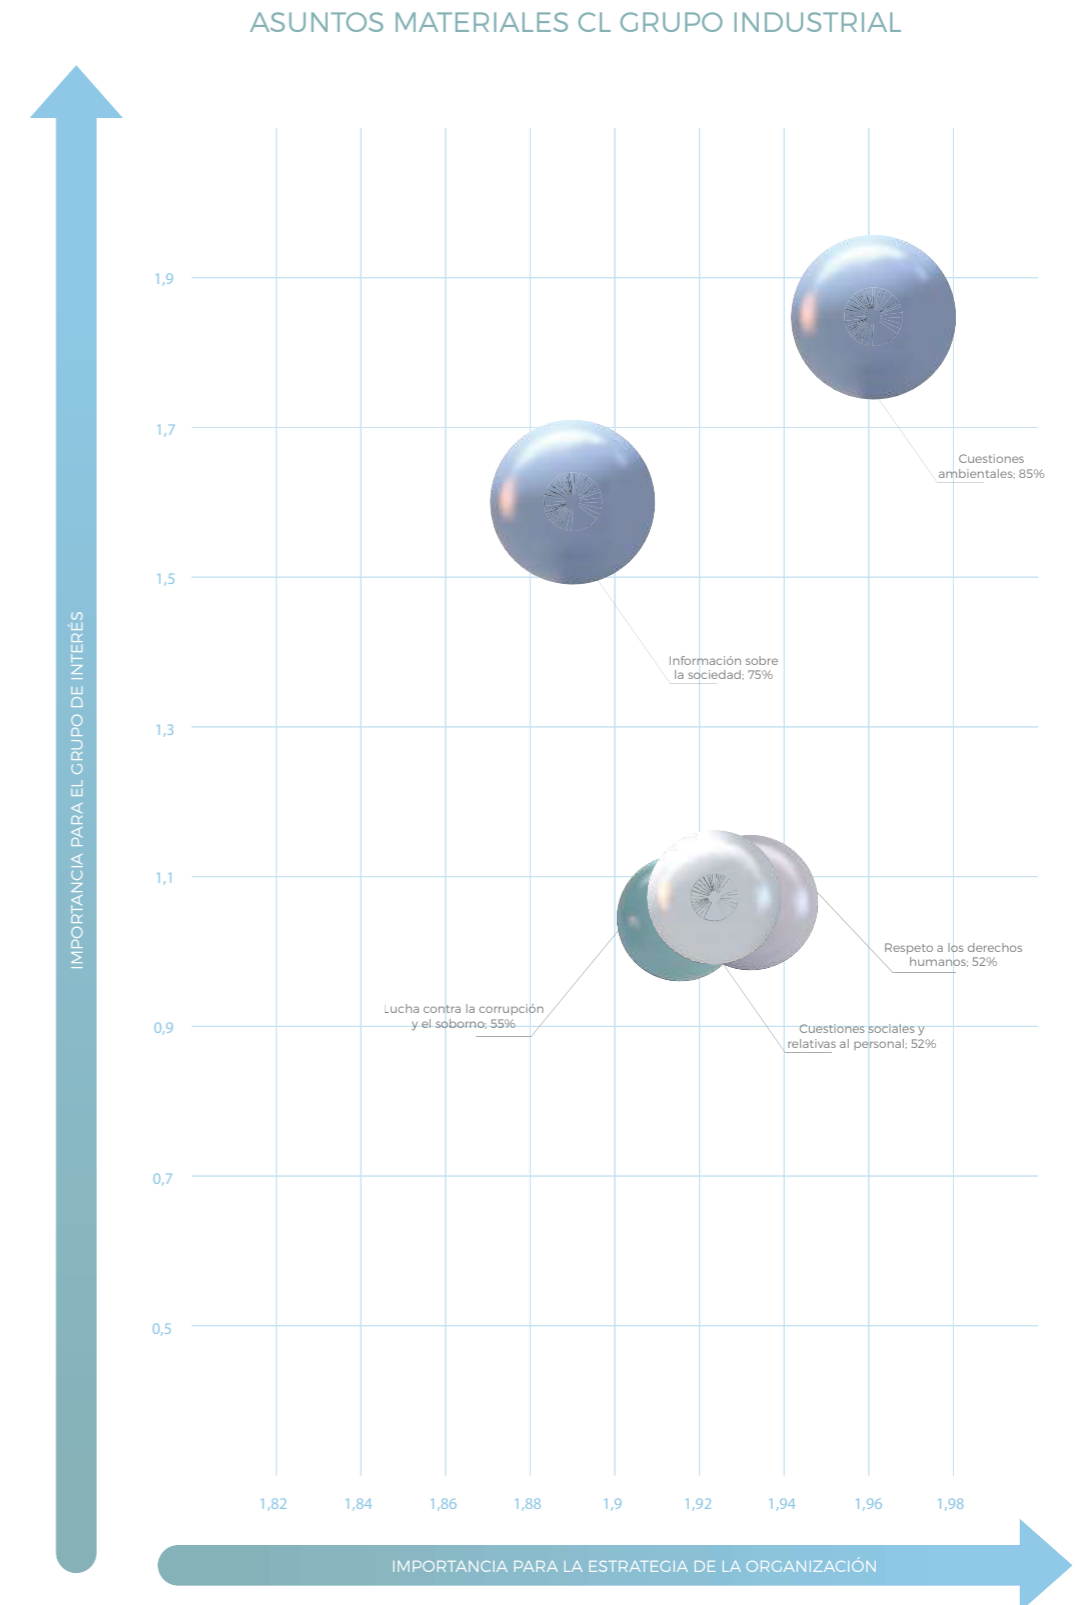 ASUNTOS MATERIALES CL GRUPO INDUSTRIAL
IMPORTANCIA PARA EL GRUPO DE INTERÉS
1,9
1,7
1,5
1,3
1,1
0,9
0,7
0,5
Cuestiones
ambientales; 85%
Información sobre
la sociedad; 75%
Respeto a los derechos
humanos; 52%
Lucha contra la corrupción
y el soborno; 55%
Cuestiones sociales y
relativas al personal; 52%
1,82
1,84
1,86
1,88
1,9
1,92
1,94
1,96
1,98
IMPORTANCIA PARA LA ESTRATEGIA DE LA ORGANIZACIÓN